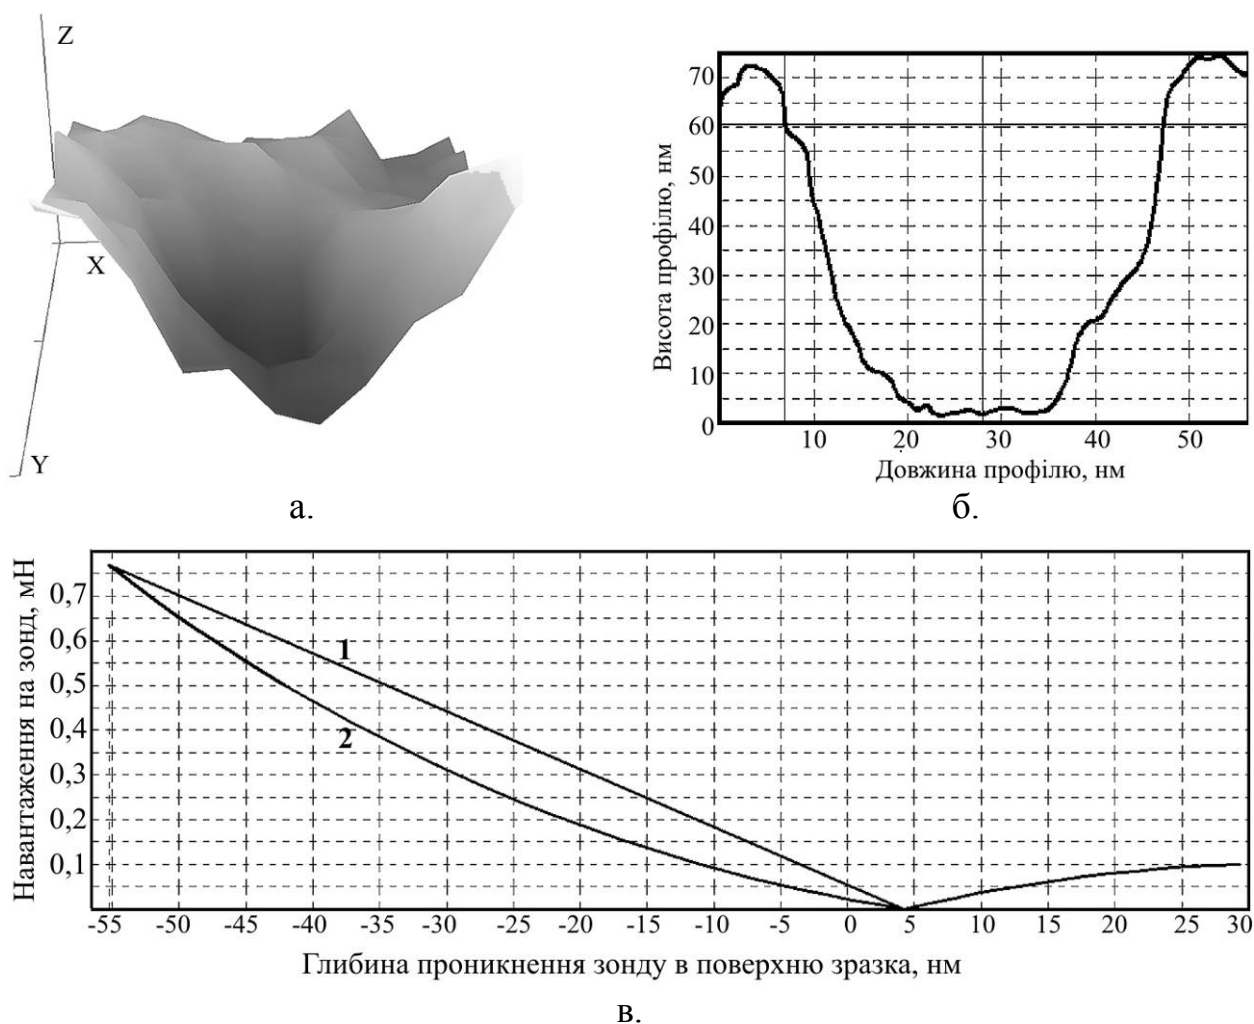 Z
X
Y
а.
Висота профілю, нм
70
60
50
40
30
20
10
0
10 20 30 40 50
Довжина профілю, нм
б.
Навантаження на зонд, мН
0,7
0,6
0,5
0,4
0,3
0,2
0,1
1
2
-55 -50 -45 -40 -35 -30 -25 -20 -15 -10 -5 0 5 10 15 20 25 30
Глибина проникнення зонду в поверхню зразка, нм
в.